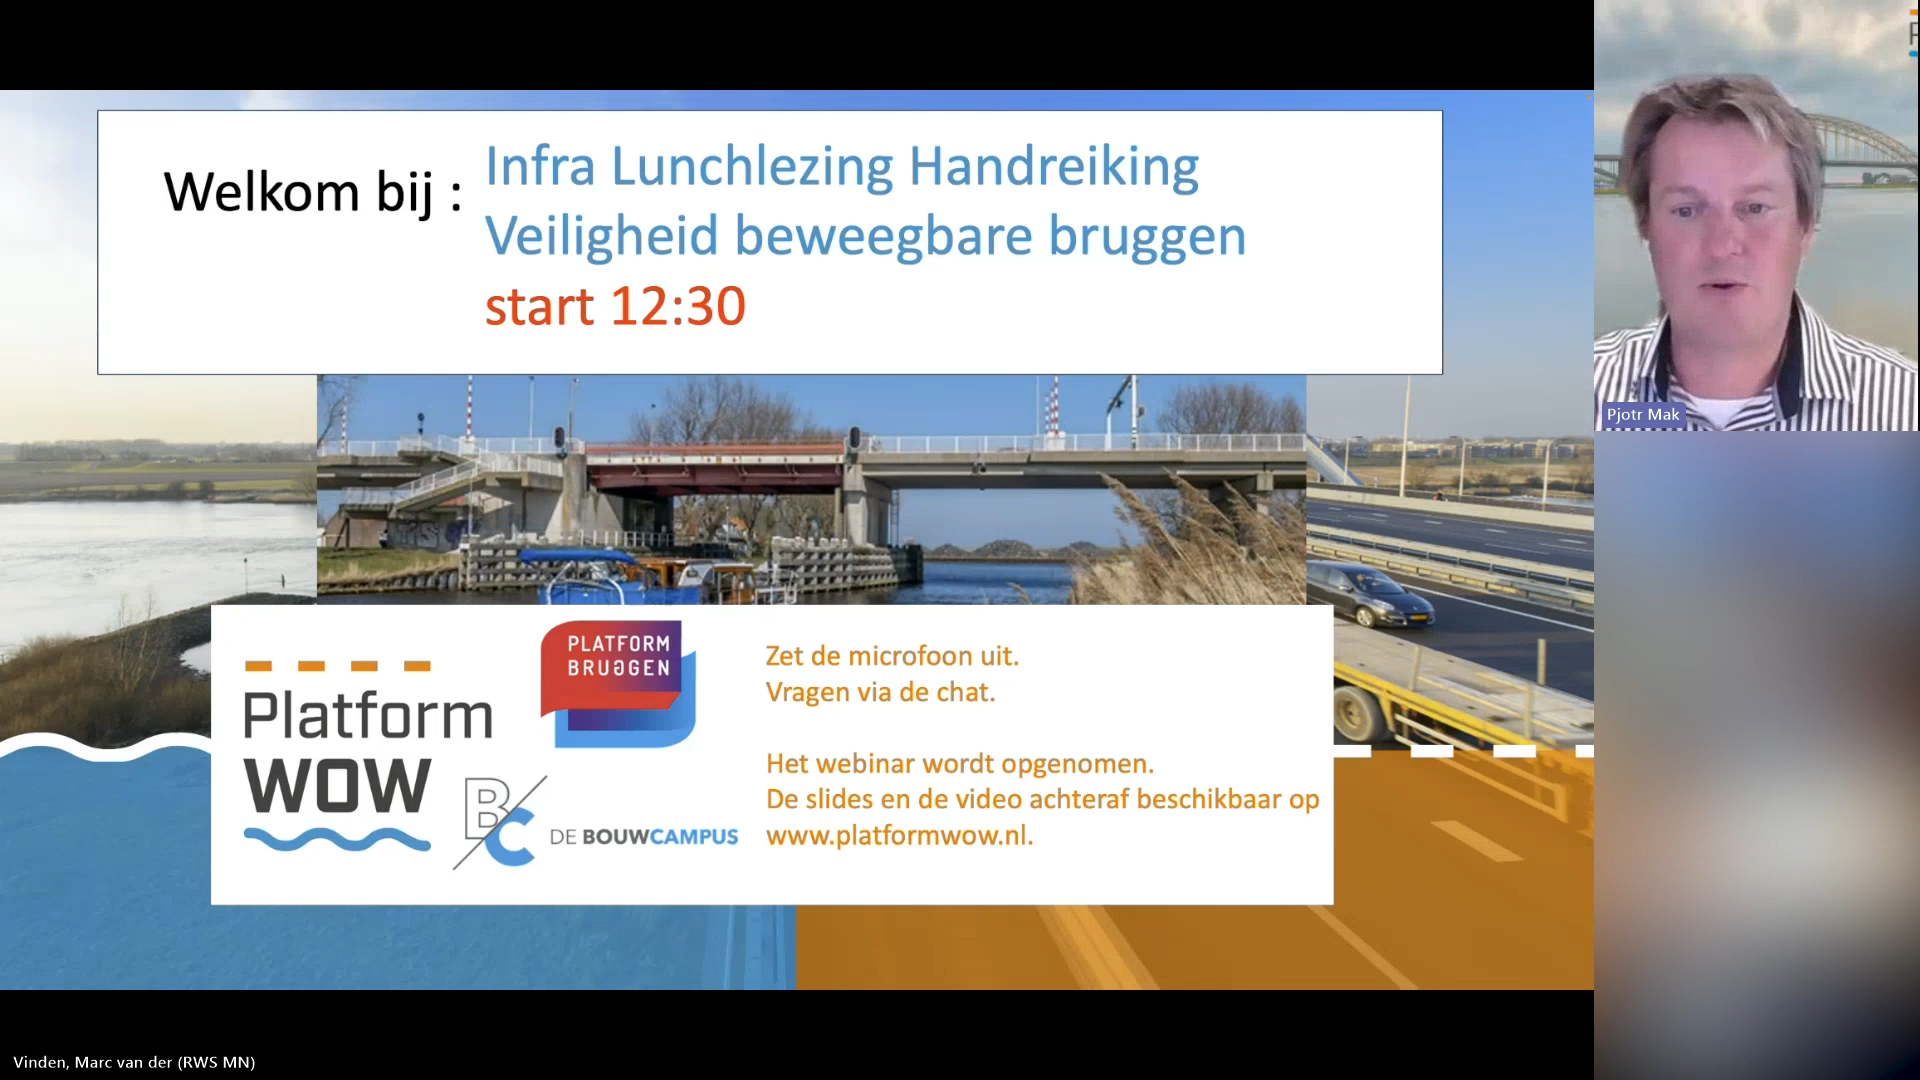 Welkom bij :
Infra Lunchlezing Handreiking
Veiligheid beweegbare bruggen
start 12:30
PLATFORM
BRUGGEN
Platform
WOW
BC
DE BOUWCAMPUS
Zet de microfoon uit.
Vragen via de chat.
Het webinar wordt opgenomen.
De slides en de video achteraf beschikbaar op
www.platformwow.nl.
Pjotr Mak
Vinden, Marc van der (RWS MN)